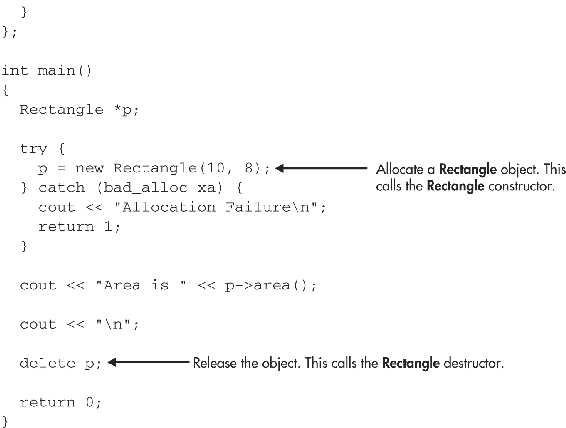 }
};

int main()
{
  Rectangle *p;

  try {
    p = new Rectangle(10, 8); Allocate a Rectangle object. This
  } catch (bad_alloc xa) { calls the Rectangle constructor.
    cout << "Allocation Failure\n";
    return 1;
  }

  cout << "Area is " << p->area();

  cout << "\n";

  delete p; Release the object. This calls the Rectangle destructor.

  return 0;
}